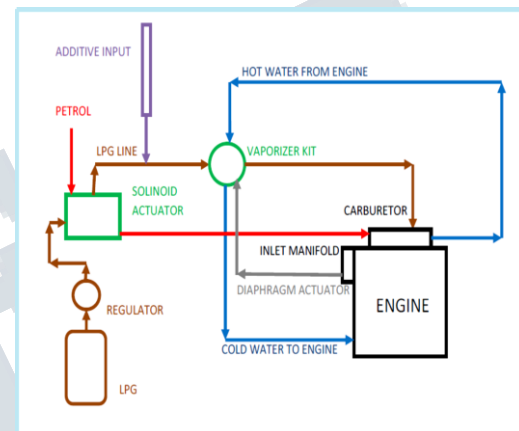 ADDITIVE INPUT
HOT WATER FROM ENGINE
PETROL
LPG LINE
VAPORIZER KIT
SOLINOID
ACTUATOR
CARBURETOR
INLET MANIFOLD
DIAPHRAGM ACTUATOR
ENGINE
REGULATOR
COLD WATER TO ENGINE
LPG